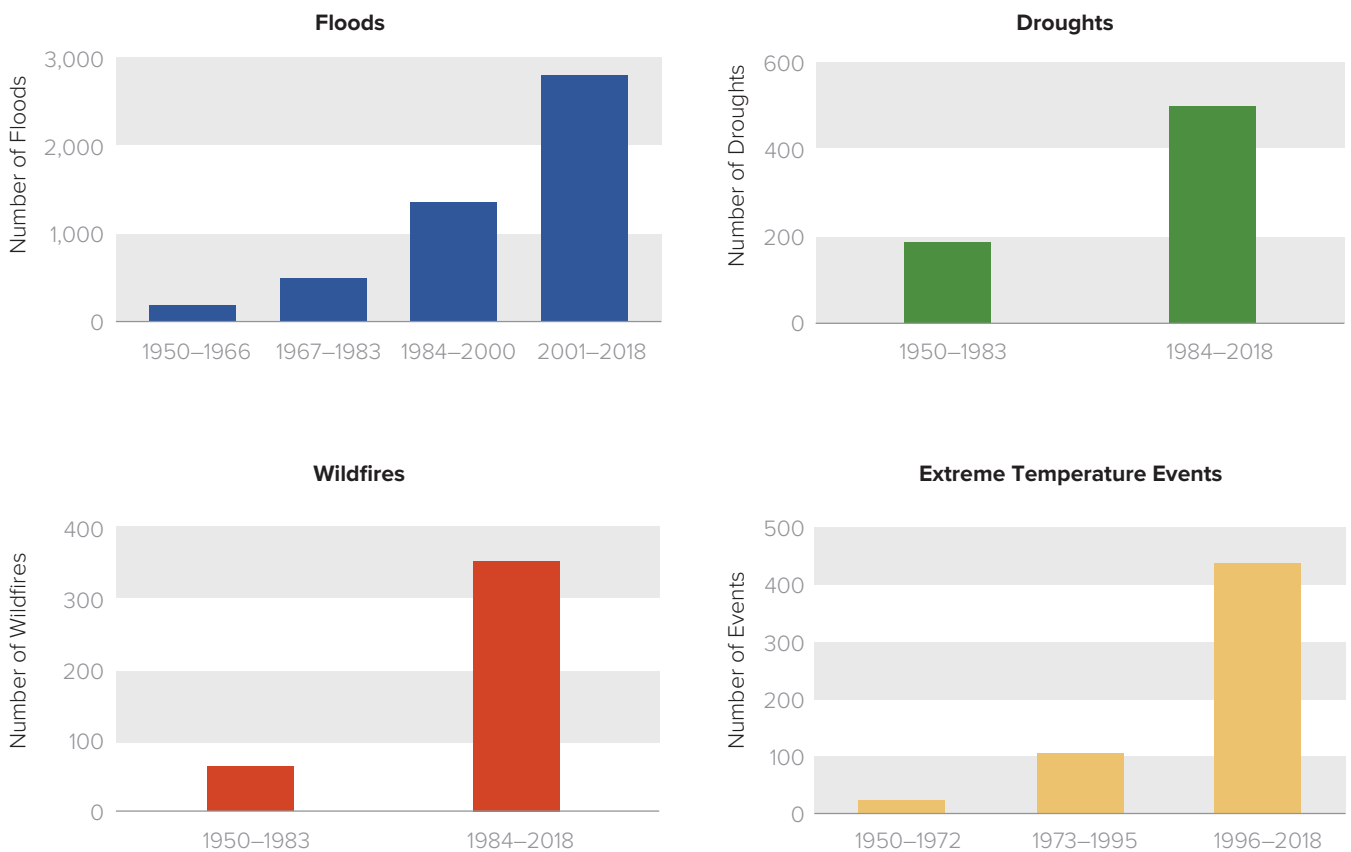 Floods
Number of Floods
3,000
2,000
1,000
0
1950–1966 1967–1983 1984–2000 2001–2018
Droughts
Number of Droughts
600
400
200
0
1950–1983 1984–2018
Wildfires
Number of Wildfires
400
300
200
100
0
1950–1983 1984–2018
Extreme Temperature Events
Number of Events
500
400
300
200
100
0
1950–1972 1973–1995 1996–2018